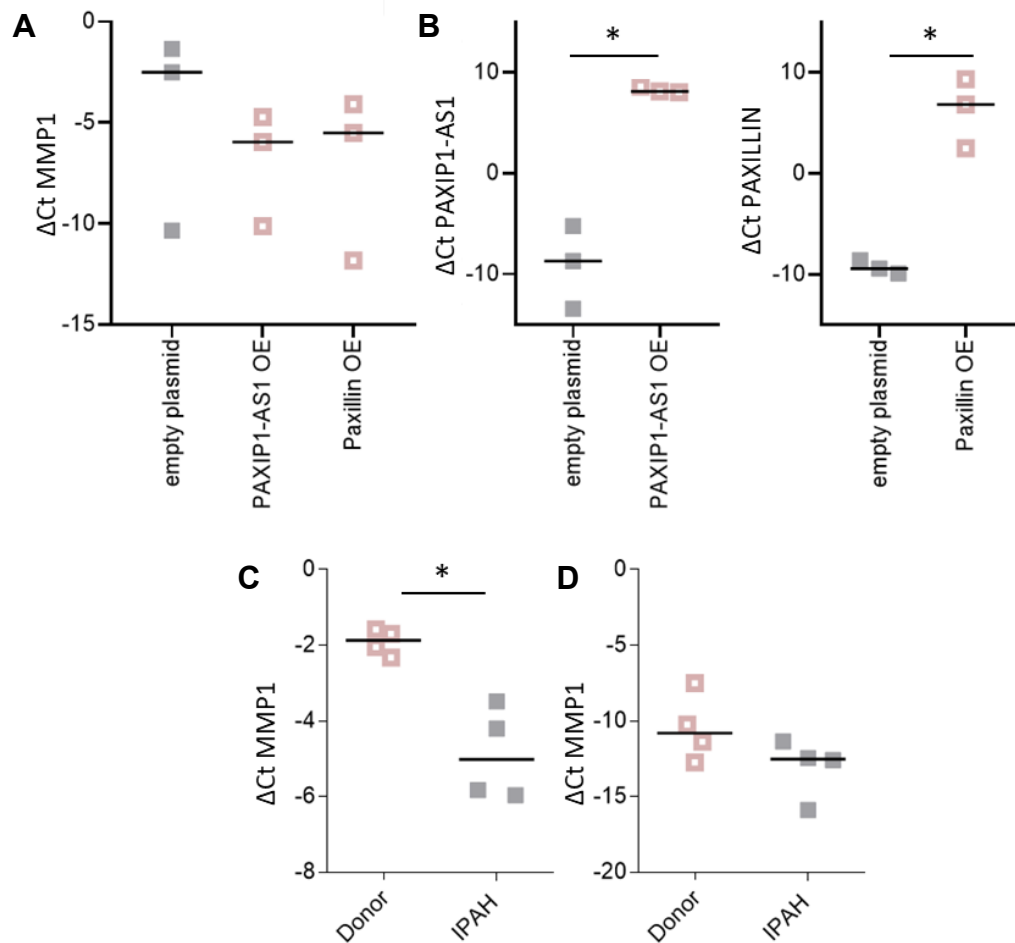 A
ΔCt MMP1
0
-5
-10
-15
empty plasmid
PAXIP1-AS1 OE
Paxillin OE
B
ΔCt PAXIP1-AS1
10
0
-10
*
empty plasmid
PAXIP1-AS1 OE
ΔCt PAXILLIN
10
0
-10
*
empty plasmid
Paxillin OE
C
ΔCt MMP1
0
-2
-4
-6
-8
*
Donor
IPAH
D
ΔCt MMP1
0
-5
-10
-15
-20
Donor
IPAH